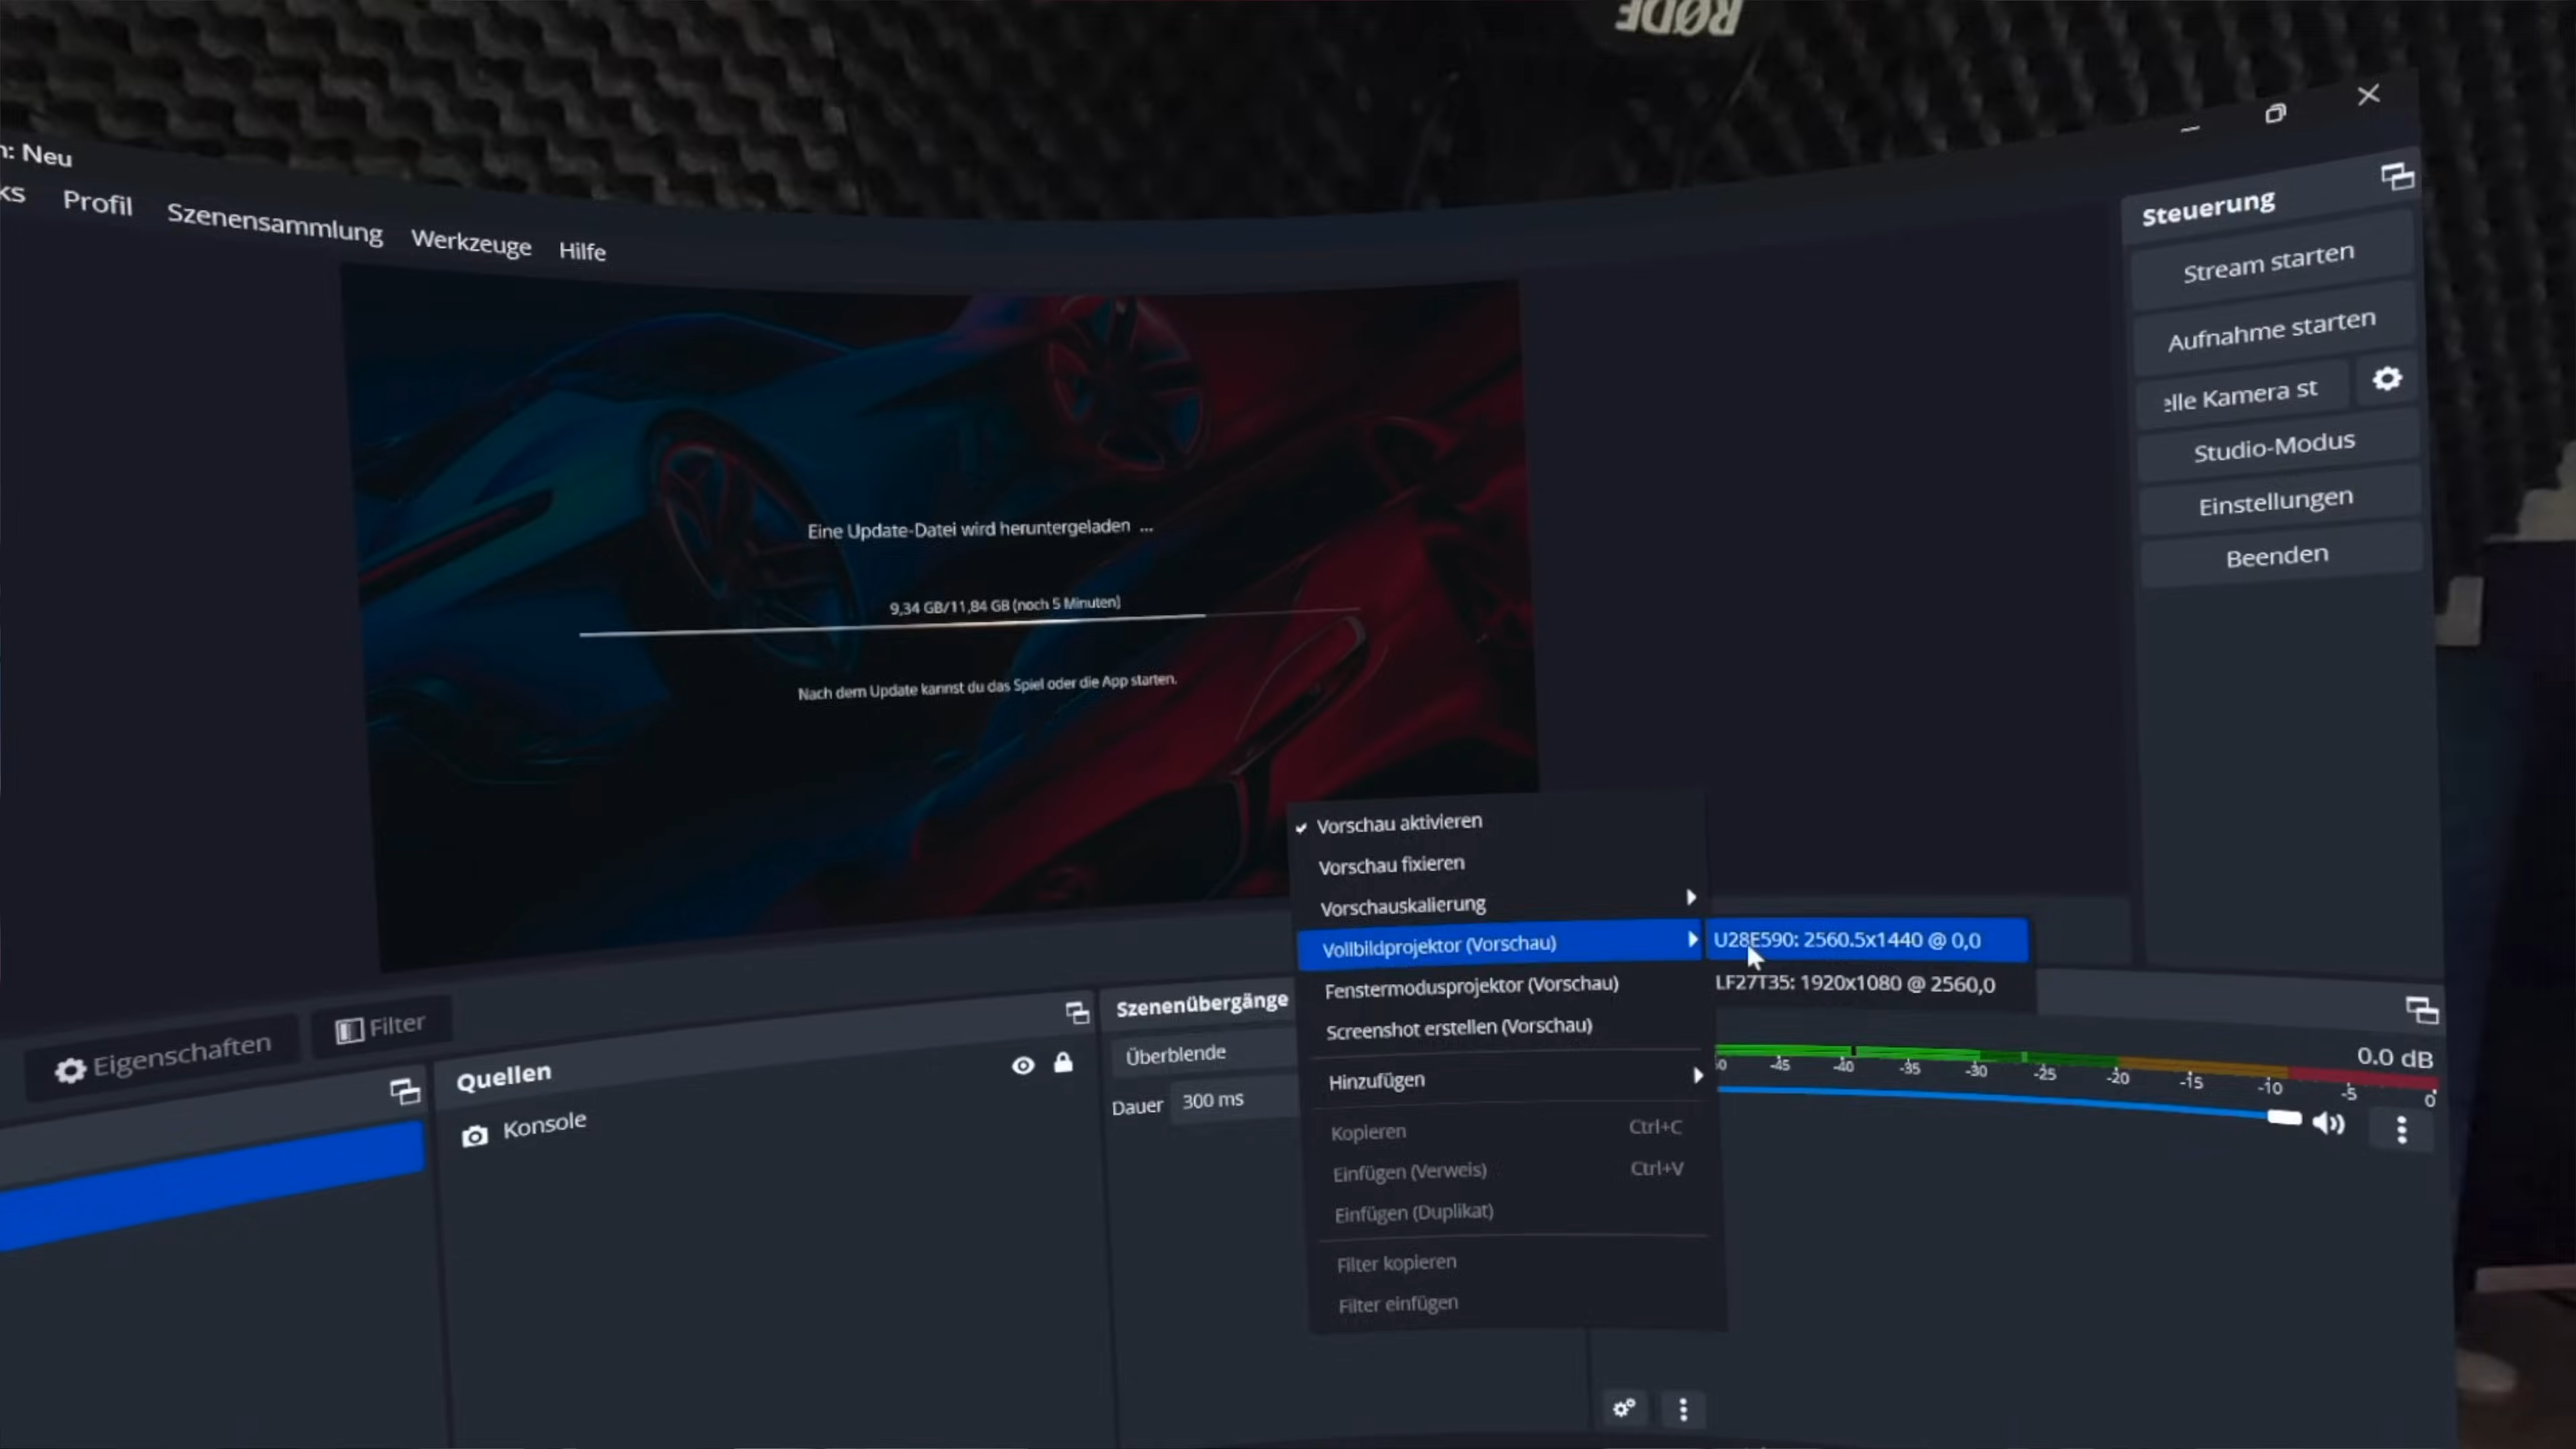 RØDE
n: Neu
ks Profil Szenensammlung Werkzeuge Hilfe
Steuerung
Stream starten
Aufnahme starten
elle Kamera st
Studio-Modus
Einstellungen
Beenden
Eine Update-Datei wird heruntergeladen ...
9,34 GB/11,84 GB (noch 5 Minuten)
Nach dem Update kannst du das Spiel oder die App starten.
Vorschau aktivieren
Vorschau fixieren
Vorschauskalierung
Vollbildprojektor (Vorschau)
U28E590: 2560.5x1440 @ 0,0
LF27T35: 1920x1080 @ 2560,0
Fenstermodusprojektor (Vorschau)
Screenshot erstellen (Vorschau)
Hinzufügen
Kopieren Ctrl+C
Einfügen (Verweis) Ctrl+V
Einfügen (Duplikat)
Filter kopieren
Filter einfügen
Eigenschaften Filter
Quellen
Konsole
Szenenübergänge
Überblende
Dauer 300 ms
0.0 dB
-45 -40 -35 -30 -25 -20 -15 -10 -5 0